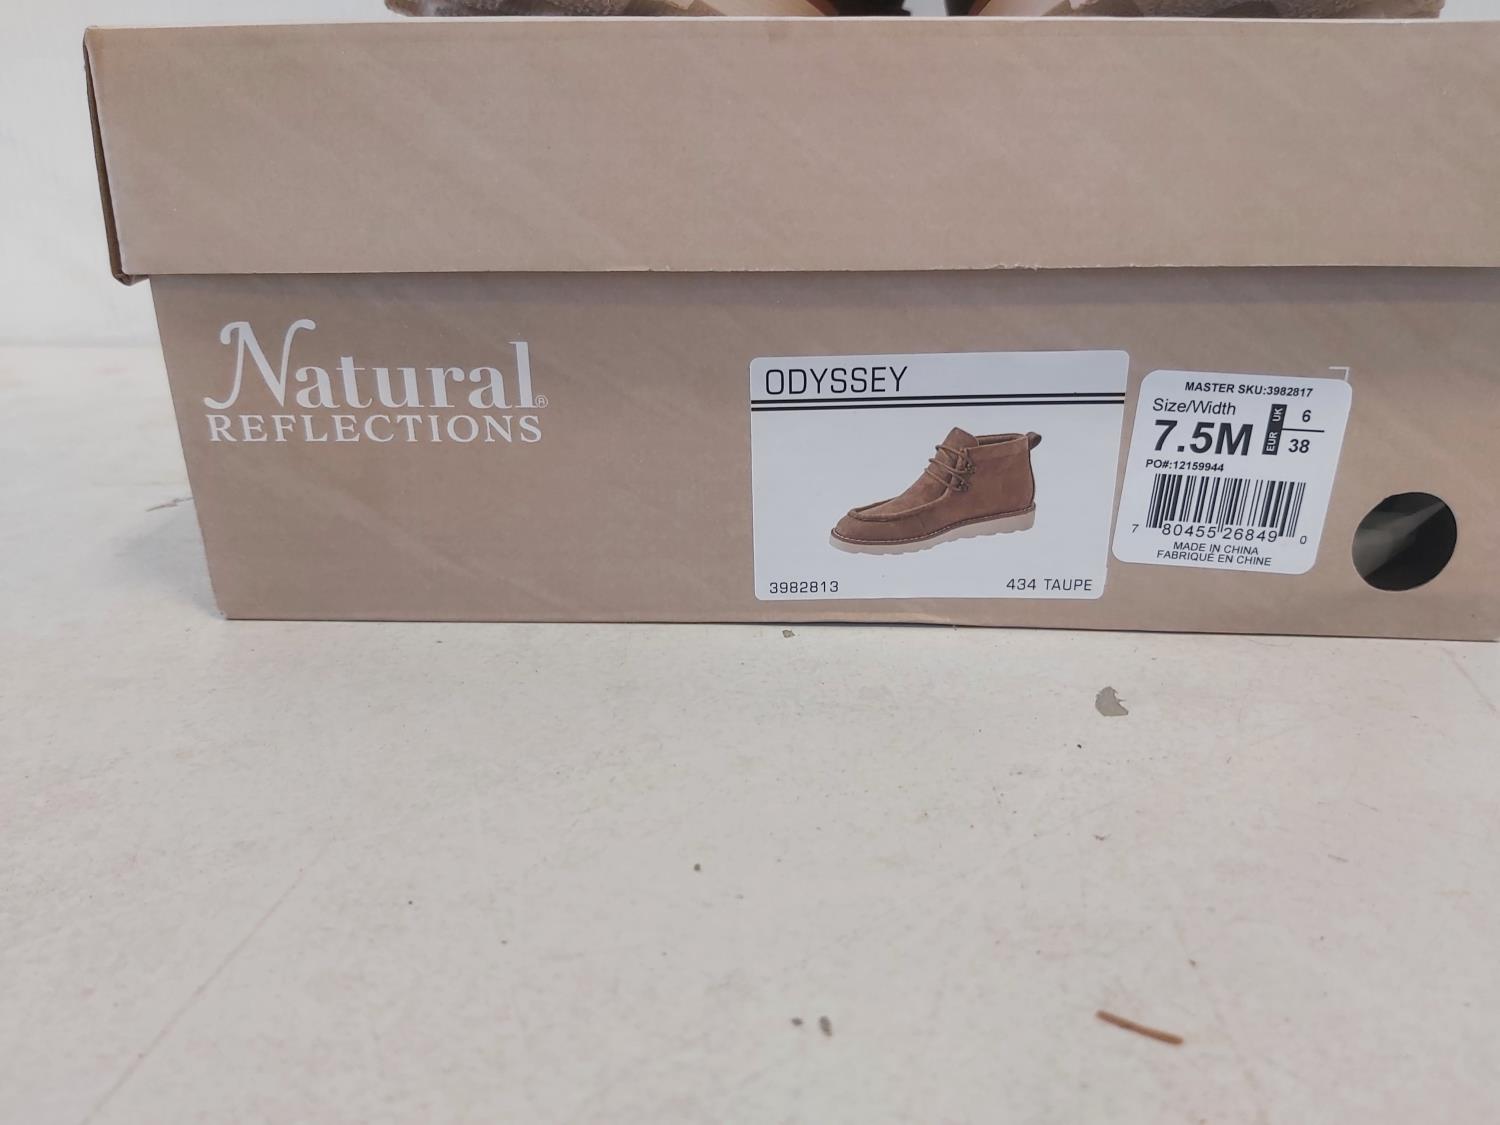 Natural®
REFLECTIONS
ODYSSEY
3982813
434 TAUPE
MASTER SKU:3982817
Size/Width
7.5M
UK 6
EUR 38
PO#:12159944
7 80455 26849 0
MADE IN CHINA
FABRIQUÉ EN CHINE